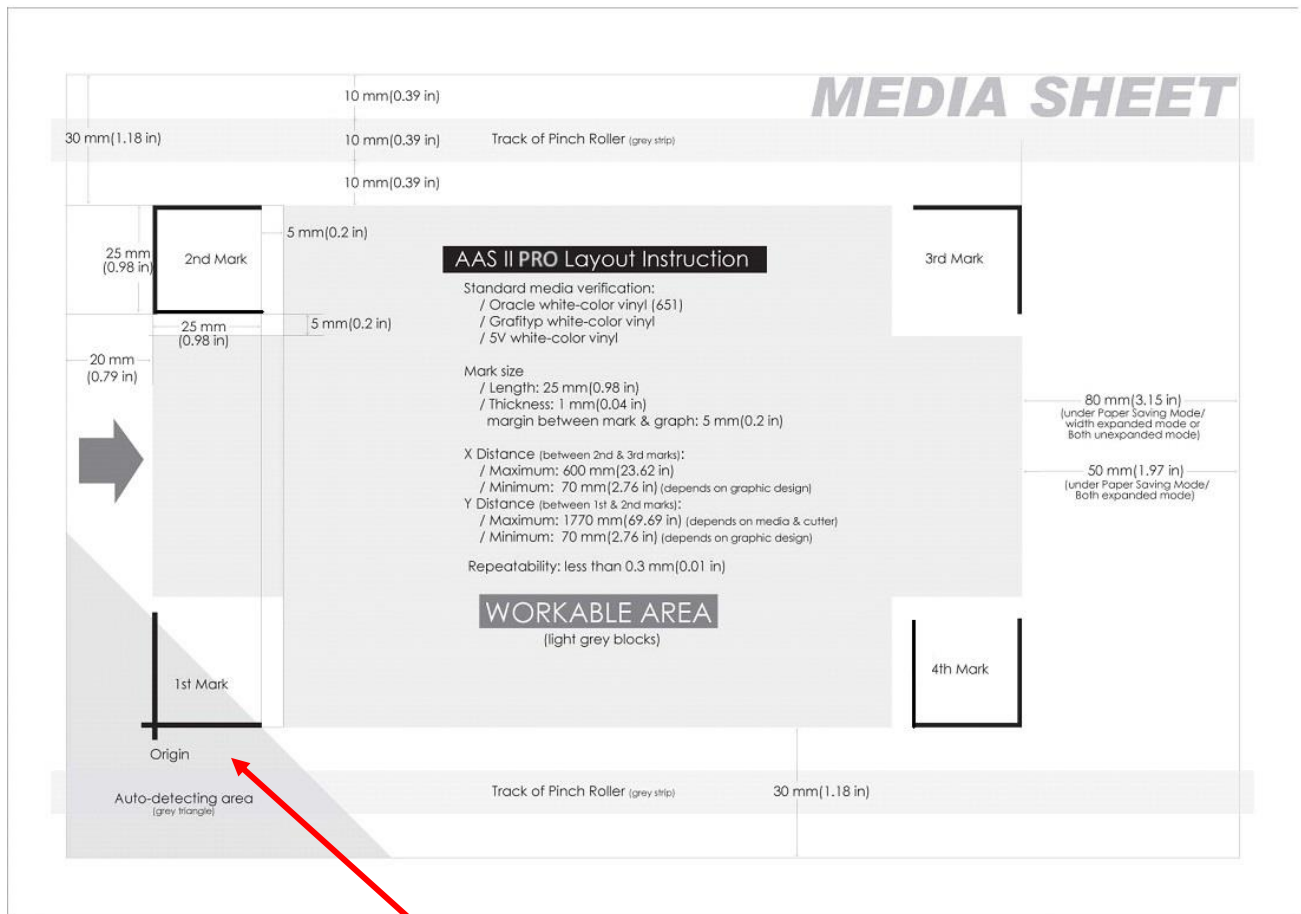 MEDIA SHEET
10 mm(0.39 in)
30 mm(1.18 in)
10 mm(0.39 in)
Track of Pinch Roller (grey strip)
10 mm(0.39 in)
5 mm(0.2 in)
25 mm
(0.98 in)
2nd Mark
3rd Mark
25 mm
(0.98 in)
5 mm(0.2 in)
20 mm
(0.79 in)
AAS II PRO Layout Instruction
Standard media verification:
/ Oracle white-color vinyl (651)
/ Grafityp white-color vinyl
/ 5V white-color vinyl
Mark size
/ Length: 25 mm(0.98 in)
/ Thickness: 1 mm(0.04 in)
margin between mark & graph: 5 mm(0.2 in)
X Distance (between 2nd & 3rd marks):
/ Maximum: 600 mm(23.62 in)
/ Minimum: 70 mm(2.76 in) (depends on graphic design)
Y Distance (between 1st & 2nd marks):
/ Maximum: 1770 mm(69.69 in) (depends on media & cutter)
/ Minimum: 70 mm(2.76 in) (depends on graphic design)
Repeatability: less than 0.3 mm(0.01 in)
WORKABLE AREA
(light grey blocks)
80 mm(3.15 in)
(under Paper Saving Mode/
width expanded mode or
Both unexpanded mode)
50 mm(1.97 in)
(under Paper Saving Mode/
Both expanded mode)
1st Mark
4th Mark
Origin
Auto-detecting area
(grey triangle)
Track of Pinch Roller (grey strip)
30 mm(1.18 in)